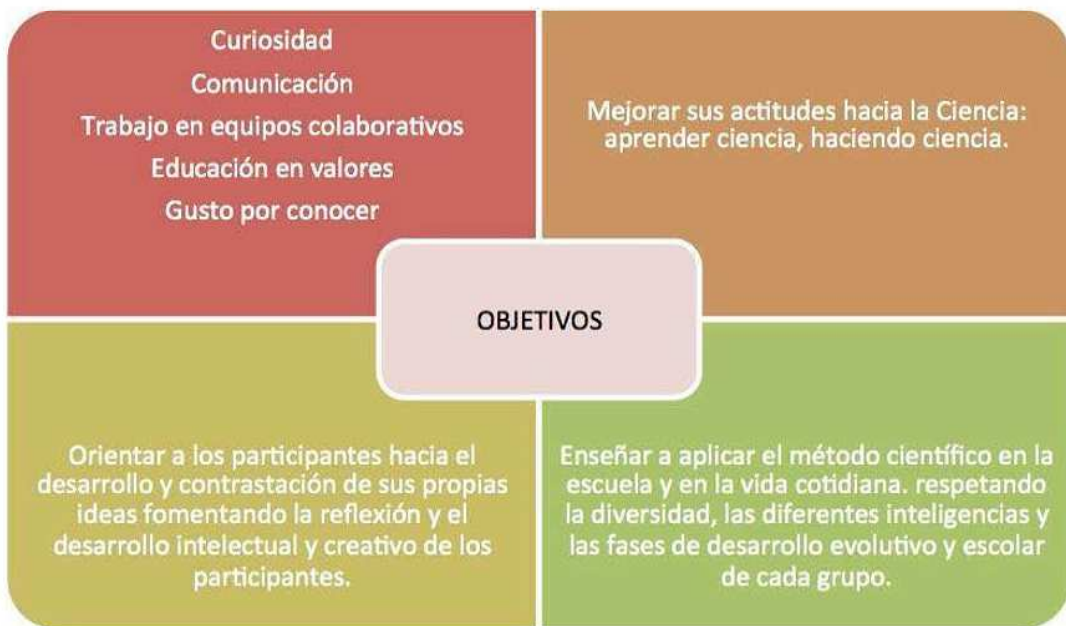 Curiosidad
Comunicación
Trabajo en equipos colaborativos
Educación en valores
Gusto por conocer
Mejorar sus actitudes hacia la Ciencia:
aprender ciencia, haciendo ciencia.
OBJETIVOS
Orientar a los participantes hacia el
desarrollo y contrastación de sus propias
ideas fomentando la reflexión y el
desarrollo intelectual y creativo de los
participantes.
Enseñar a aplicar el método científico en la
escuela y en la vida cotidiana. respetando
la diversidad, las diferentes inteligencias y
las fases de desarrollo evolutivo y escolar
de cada grupo.